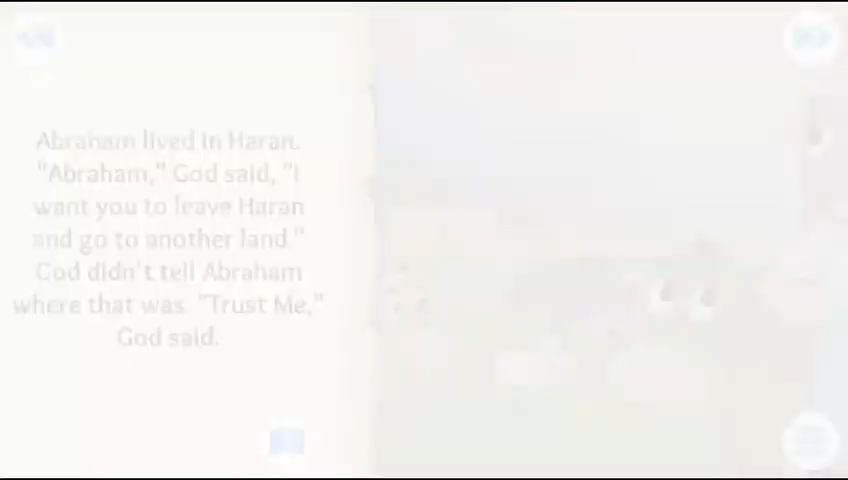 Abraham lived in Haran.
"Abraham," God said, "I
want you to leave Haran
and go to another land."
God didn't tell Abraham
where that was. "Trust Me,"
God said.